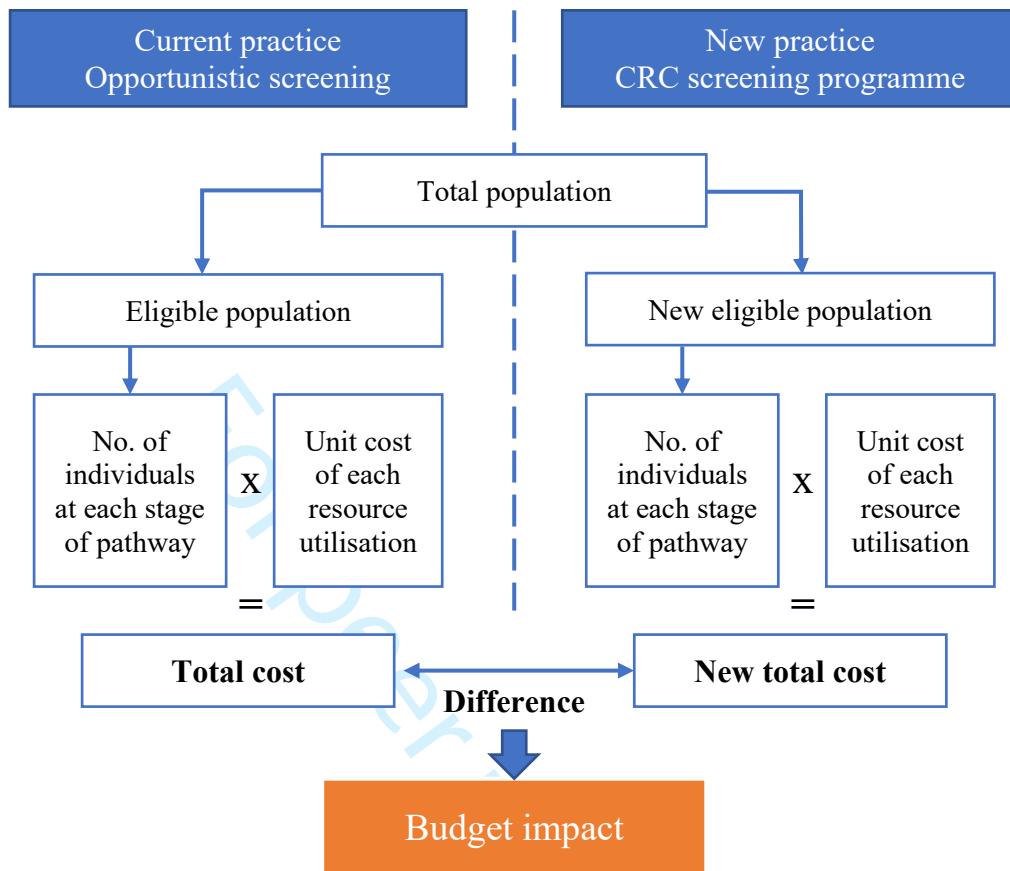 Current practice
Opportunistic screening
New practice
CRC screening programme
Total population
Eligible population
New eligible population
No. of
individuals
at each stage
of pathway
x
Unit cost
of each
resource
utilisation
No. of
individuals
at each stage
of pathway
x
Unit cost
of each
resource
utilisation
=
=
Total cost
New total cost
Difference
Budget impact
For peer